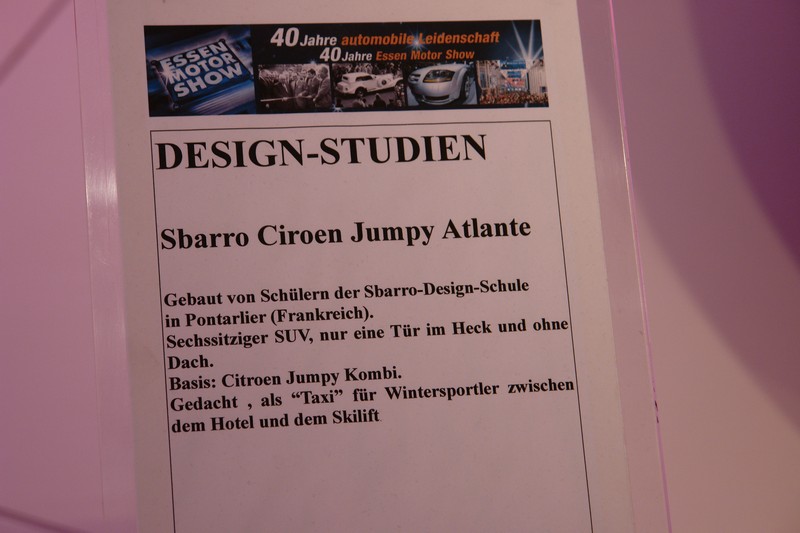 ESSEN
MOTOR
SHOW
40 Jahre automobile Leidenschaft
40 Jahre Essen Motor Show
DESIGN-STUDIEN
Sbarro Ciroen Jumpy Atlante
Gebaut von Schülern der Sbarro-Design-Schule
in Pontarlier (Frankreich).
Sechssitziger SUV, nur eine Tür im Heck und ohne
Dach.
Basis: Citroen Jumpy Kombi.
Gedacht , als “Taxi” für Wintersportler zwischen
dem Hotel und dem Skilift